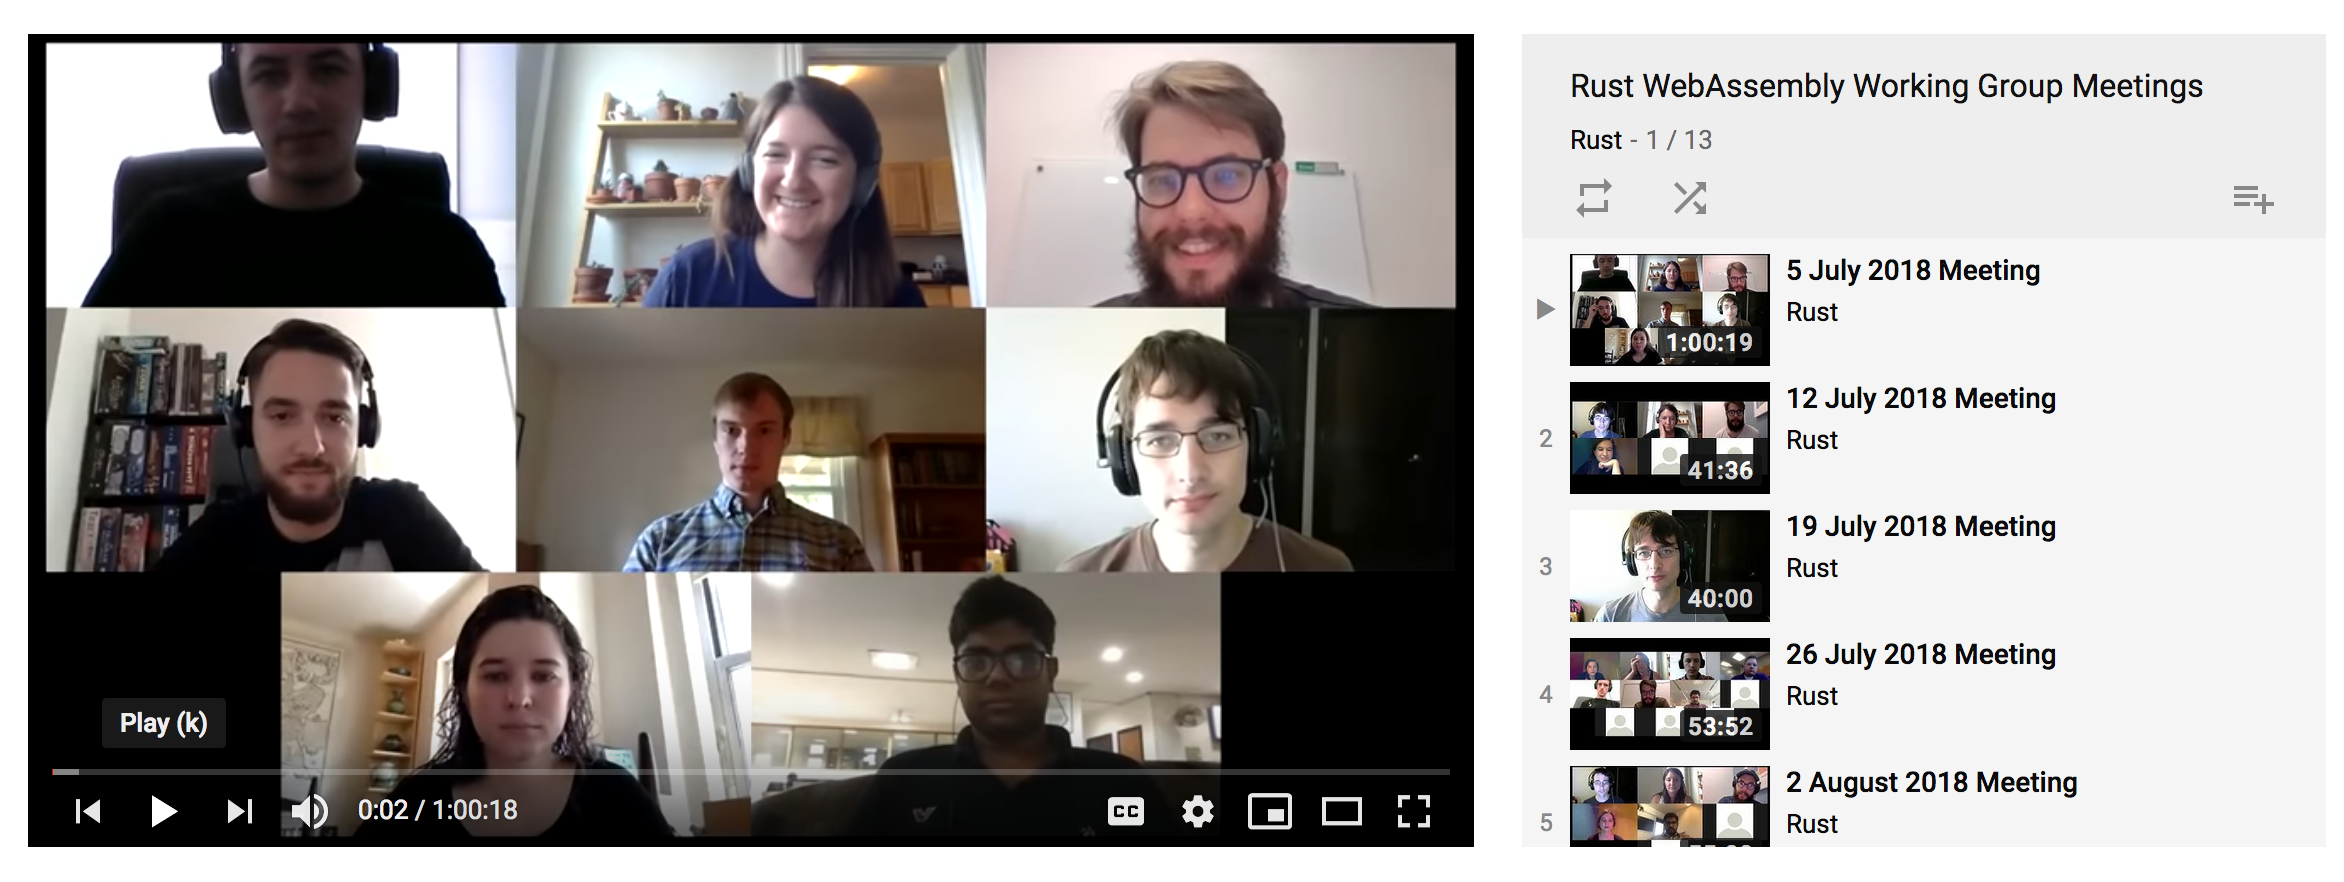 Play (k)
0:02 / 1:00:18
CC
Rust WebAssembly Working Group Meetings
Rust - 1 / 13
1:00:19
5 July 2018 Meeting
Rust
2
41:36
12 July 2018 Meeting
Rust
3
40:00
19 July 2018 Meeting
Rust
4
53:52
26 July 2018 Meeting
Rust
5
2 August 2018 Meeting
Rust